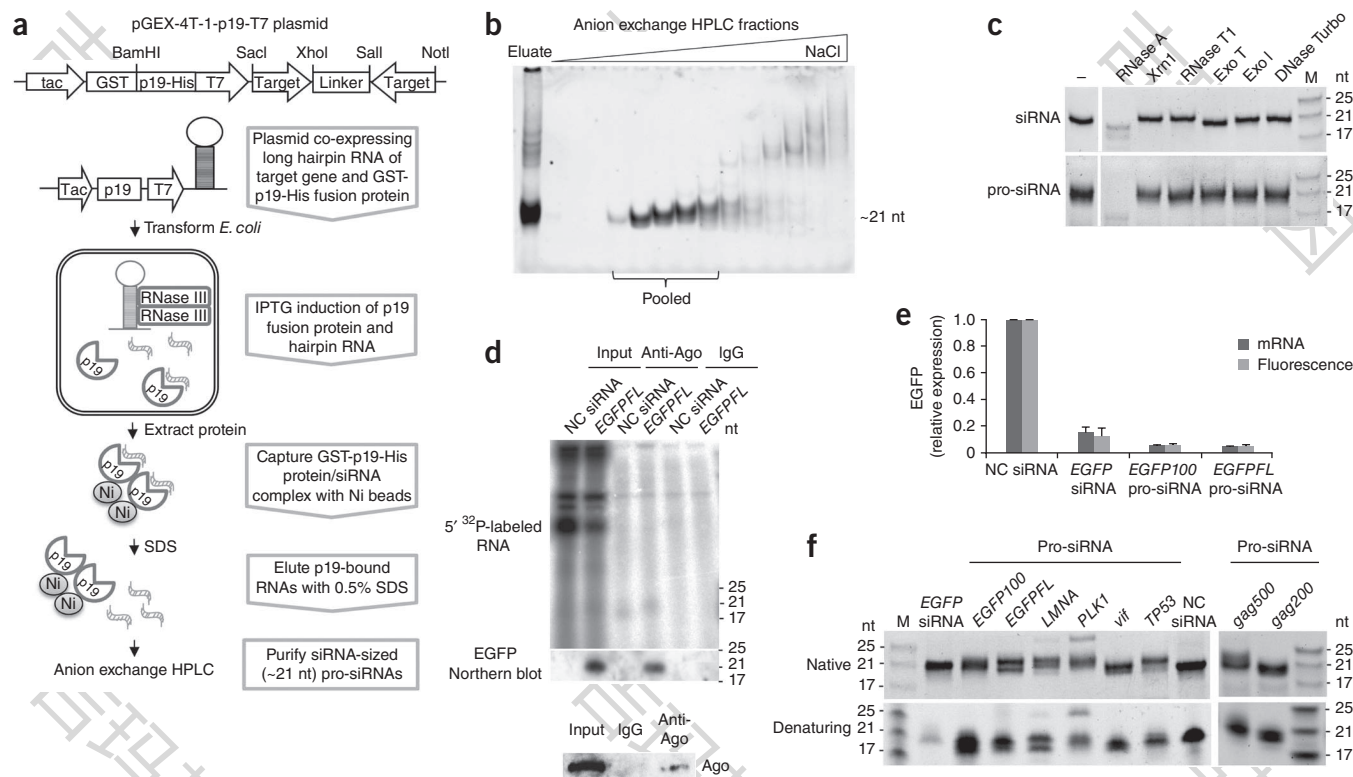 a
pGEX-4T-1-p19-T7 plasmid
BamHI
SacI
XhoI
SalI
NotI
tac
GST
p19-His
T7
Target
Linker
Target
Tac
p19
T7
Plasmid co-expressing
long hairpin RNA of
target gene and GST-
p19-His fusion protein
Transform E. coli
RNase III
RNase III
p19
p19
IPTG induction of p19
fusion protein and
hairpin RNA
Extract protein
p19
p19
Ni
Ni
Capture GST-p19-His
protein/siRNA
complex with Ni beads
SDS
p19
p19
Ni
Ni
Elute p19-bound
RNAs with 0.5% SDS
Anion exchange HPLC
Purify siRNA-sized
(~21 nt) pro-siRNAs
b
Anion exchange HPLC fractions
Eluate
NaCl
~21 nt
Pooled
c
–
RNase A
Xrn1
RNase T1
Exo T
ExoI
DNase Turbo
M
nt
siRNA
25
21
17
pro-siRNA
25
21
17
d
Input
Anti-Ago
IgG
NC siRNA
EGFPFL
NC siRNA
EGFPFL
NC siRNA
EGFPFL
nt
5′ 32P-labeled
RNA
25
21
17
EGFP
Northern blot
25
21
17
Input
IgG
Anti-
Ago
Ago
e
EGFP
(relative expression)
1.0
0.8
0.6
0.4
0.2
0
mRNA
Fluorescence
NC siRNA
EGFP
siRNA
EGFP100
pro-siRNA
EGFPFL
pro-siRNA
f
Pro-siRNA
Pro-siRNA
nt
M
EGFP
siRNA
EGFP100
EGFPFL
LMNA
PLK1
vif
TP53
NC
siRNA
gag500
gag200
M
nt
Native
25
21
17
25
21
17
Denaturing
25
21
17
25
21
17